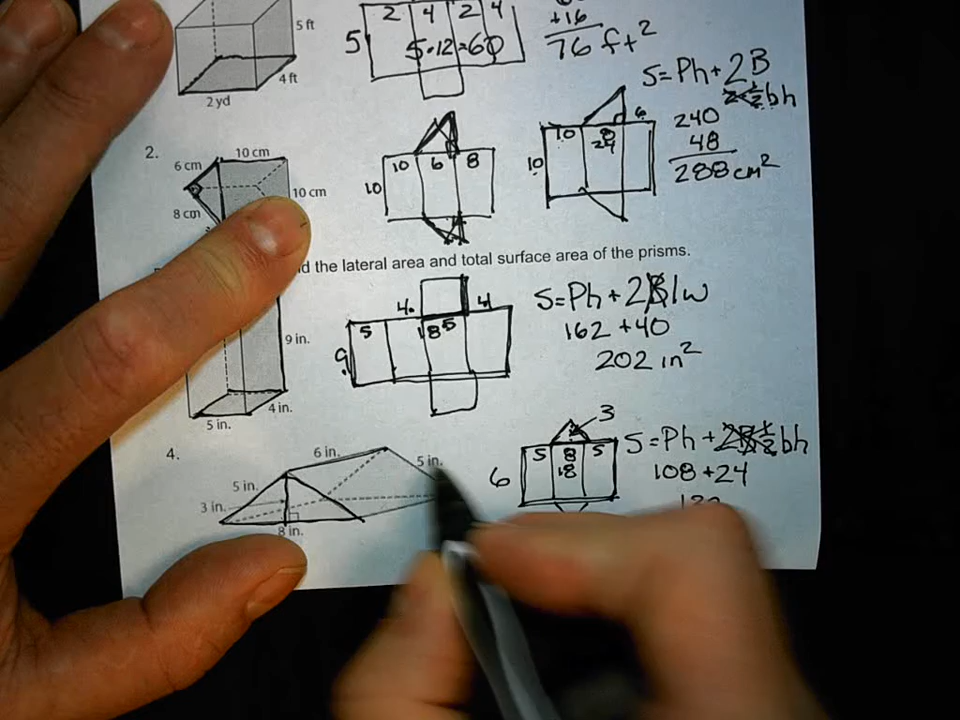 5 ft
4 ft
2 yd
2 4 2 4
5
5·12=60
+16
76 ft²
2.
6 cm
10 cm
10 cm
8 cm
10 6 8
10
10 8 6
24
10
S=Ph+2B
bh
240
48
288 cm²
d the lateral area and total surface area of the prisms.
9 in.
4 in.
5 in.
4 4
5 5
18
9
S=Ph+2 lw
162 +40
202 in²
4.
6 in.
5 in.
5 in.
3 in.
8 in.
3
5 8 5
18
6
S=Ph + bh
108 +24